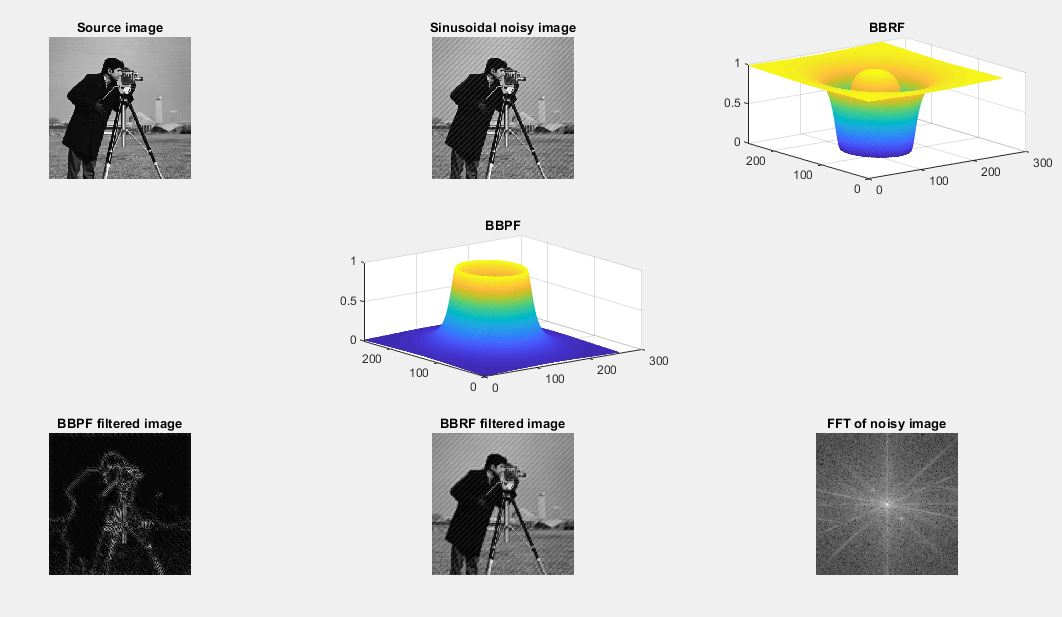 Source image
Sinusoidal noisy image
BBRF
1
0.5
0
200
100
0
0
100
200
300
BBPF
1
0.5
0
200
100
0
0
100
200
300
BBPF filtered image
BBRF filtered image
FFT of noisy image